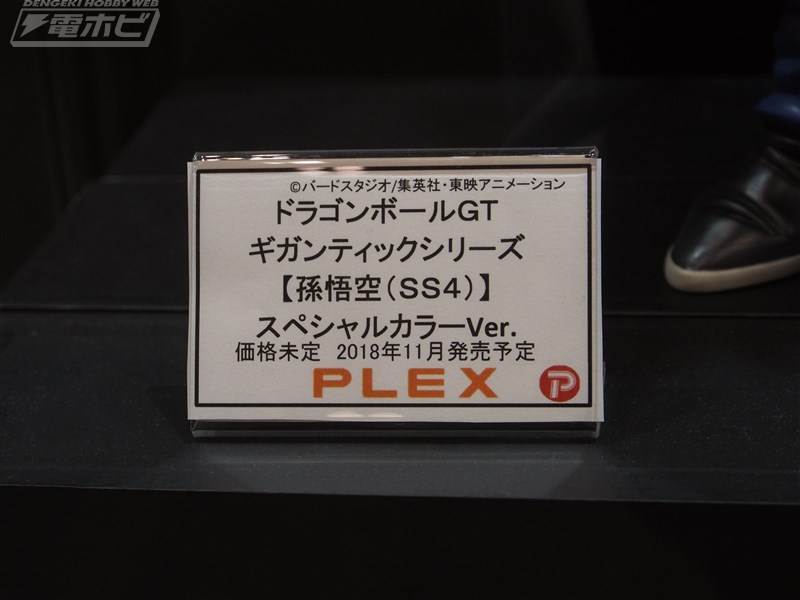 DENGEKI HOBBY WEB
電ホビ
©バードスタジオ/集英社・東映アニメーション
ドラゴンボールGT
ギガンティックシリーズ
【孫悟空(SS4)】
スペシャルカラーVer.
価格未定 2018年11月発売予定
PLEX P